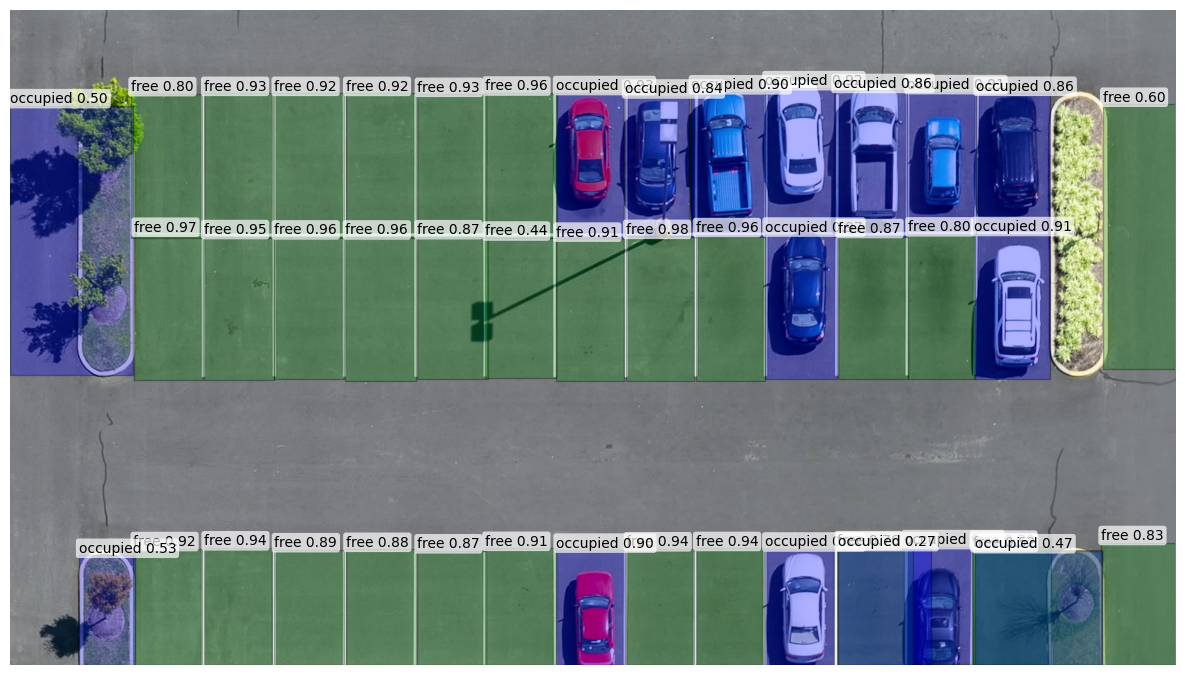 occupied 0.50
free 0.80
free 0.93
free 0.92
free 0.92
free 0.93
free 0.96
occupied
occupied 0.84
occupied 0.90
occupied
occupied 0.86
occupied 0.86
free 0.60
free 0.97
free 0.95
free 0.96
free 0.96
free 0.87
free 0.44
free 0.91
free 0.98
free 0.96
occupied
free 0.87
free 0.80
occupied 0.91
occupied 0.53
free 0.92
free 0.94
free 0.89
free 0.88
free 0.87
free 0.91
occupied 0.90
0.94
free 0.94
occupied
occupied 0.27
occupied 0.47
free 0.83